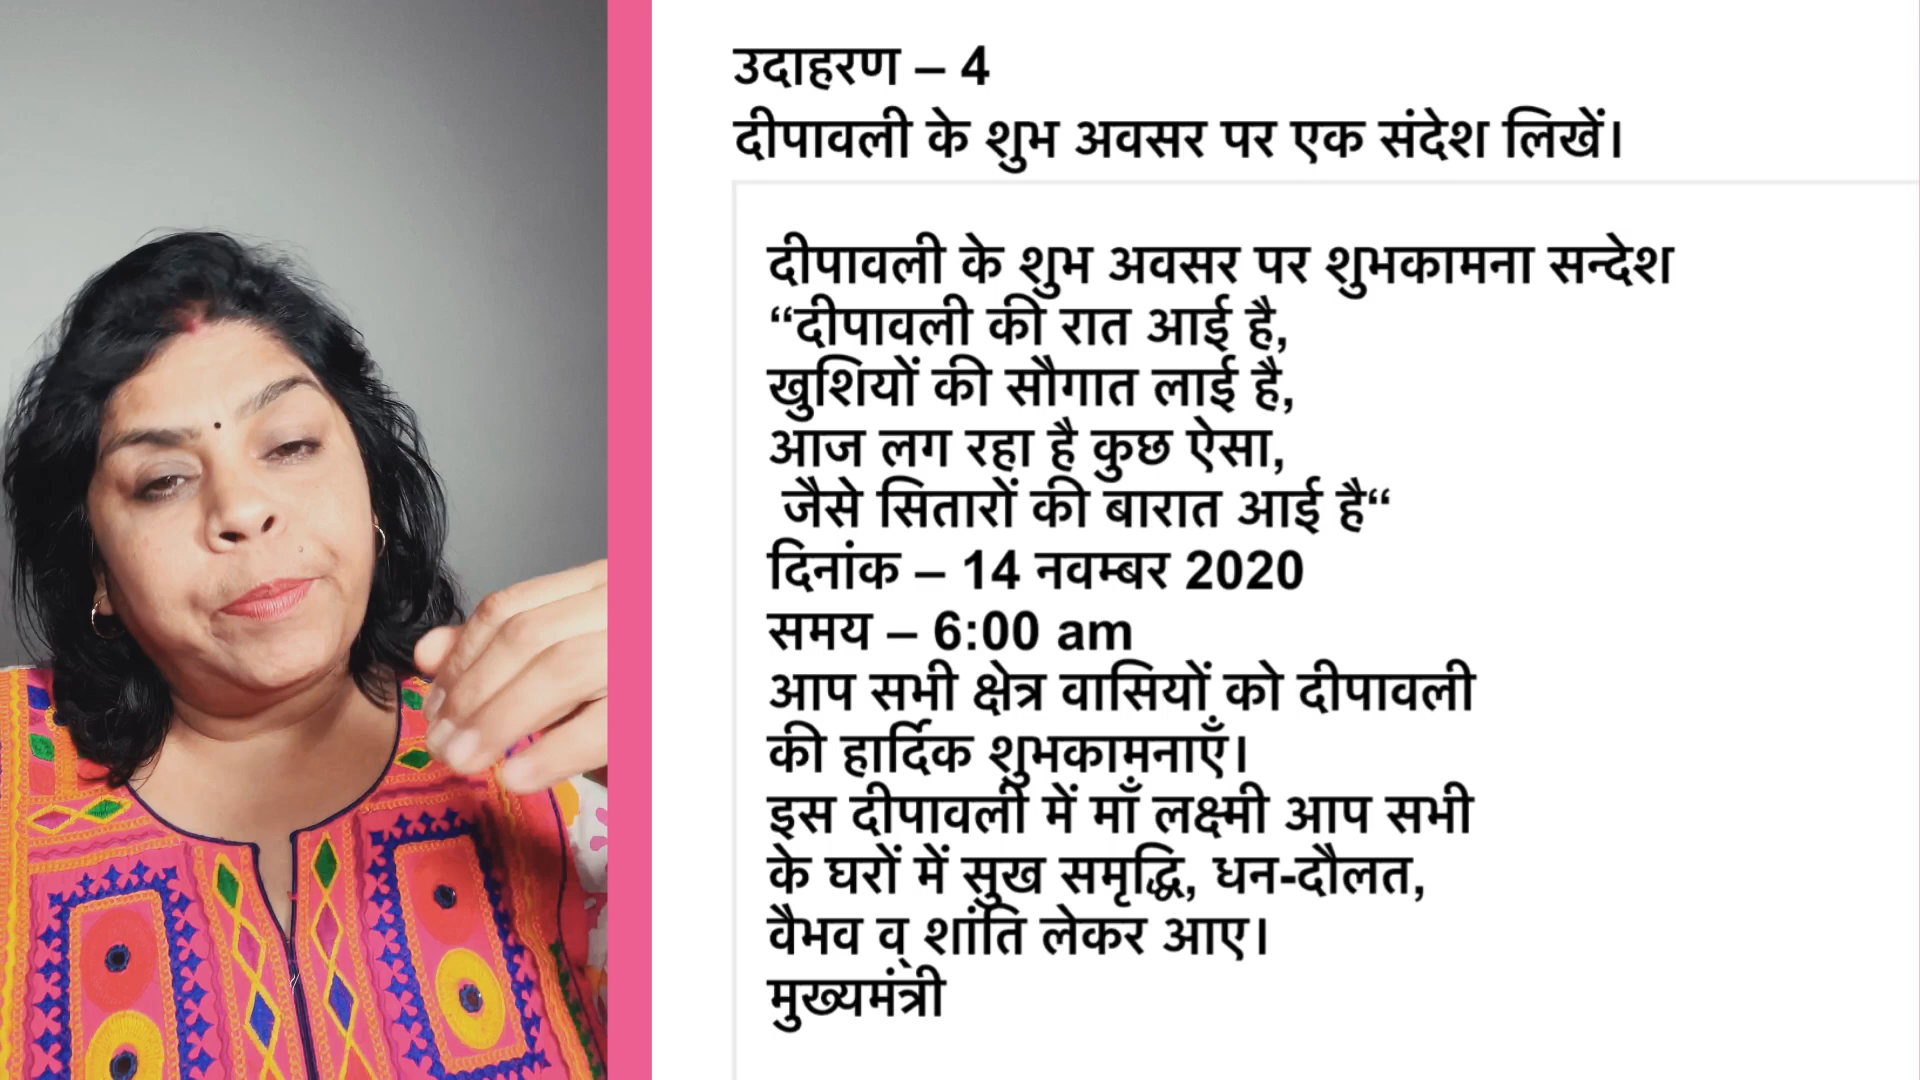 उदाहरण – 4
दीपावली के शुभ अवसर पर एक संदेश लिखें।
दीपावली के शुभ अवसर पर शुभकामना सन्देश
“दीपावली की रात आई है,
खुशियों की सौगात लाई है,
आज लग रहा है कुछ ऐसा,
जैसे सितारों की बारात आई है“
दिनांक – 14 नवम्बर 2020
समय – 6:00 am
आप सभी क्षेत्र वासियों को दीपावली
की हार्दिक शुभकामनाएँ।
इस दीपावली में माँ लक्ष्मी आप सभी
के घरों में सुख समृद्धि, धन-दौलत,
वैभव व् शांति लेकर आए।
मुख्यमंत्री